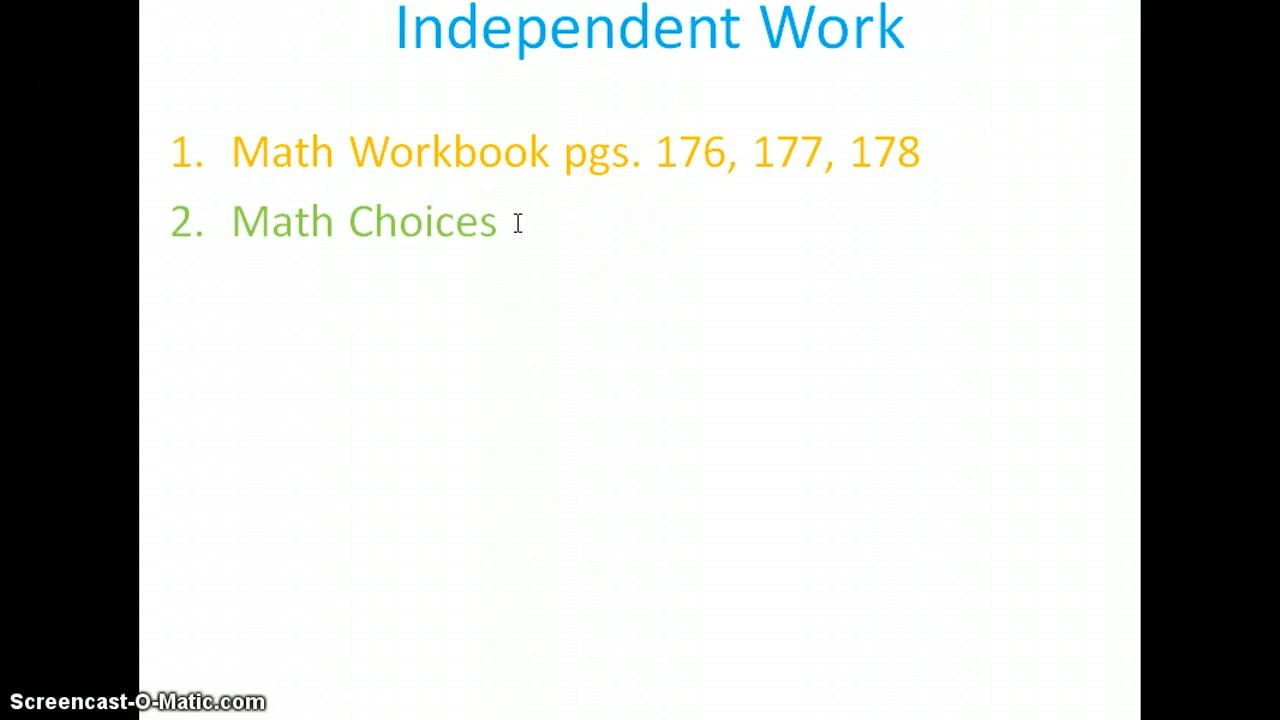 Independent Work
1. Math Workbook pgs. 176, 177, 178
2. Math Choices
Screencast-O-Matic.com